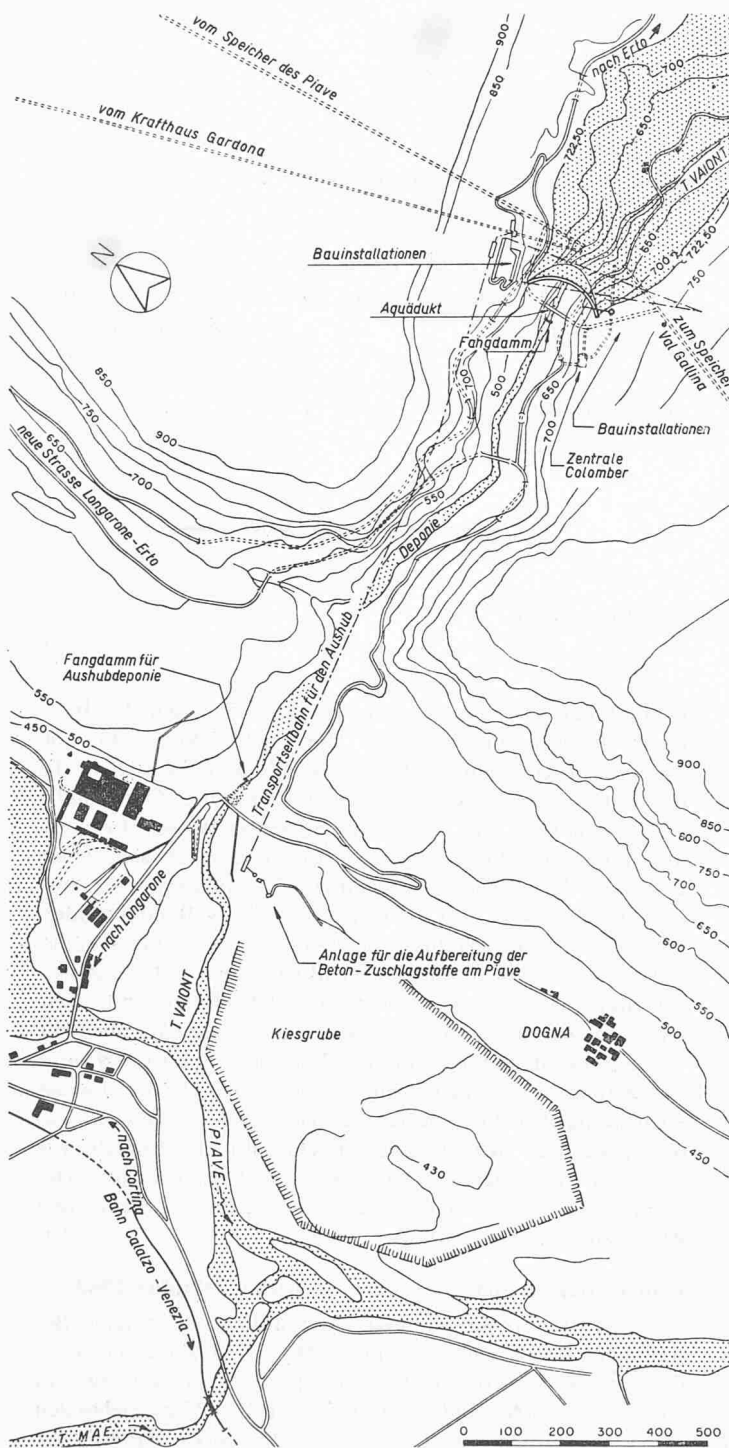 vom Speicher des Piave
900
850
nach Erto
700
650
722,50
600
T. VAIONT
vom Krafthaus Gardona
N
Bauinstallationen
650
700
722,50
750
Aquädukt
Fangdamm
zum Speicher
Val Gallina
500
650
700
700
Bauinstallationen
Zentrale
Colomber
850
750
900
650
700
neue Strasse Longarone-Erto
550
Deponie
Transportseilbahn für den Aushub
Fangdamm für
Aushubdeponie
550
500
450
900
850
800
750
700
650
600
550
500
450
nach Longarone
T. VAIONT
Anlage für die Aufbereitung der
Beton-Zuschlagstoffe am Piave
Kiesgrube
DOGNA
430
PIAVE
nach Cortina
Bahn Calalzo-Venezia
T. MAE
0 100 200 300 400 500